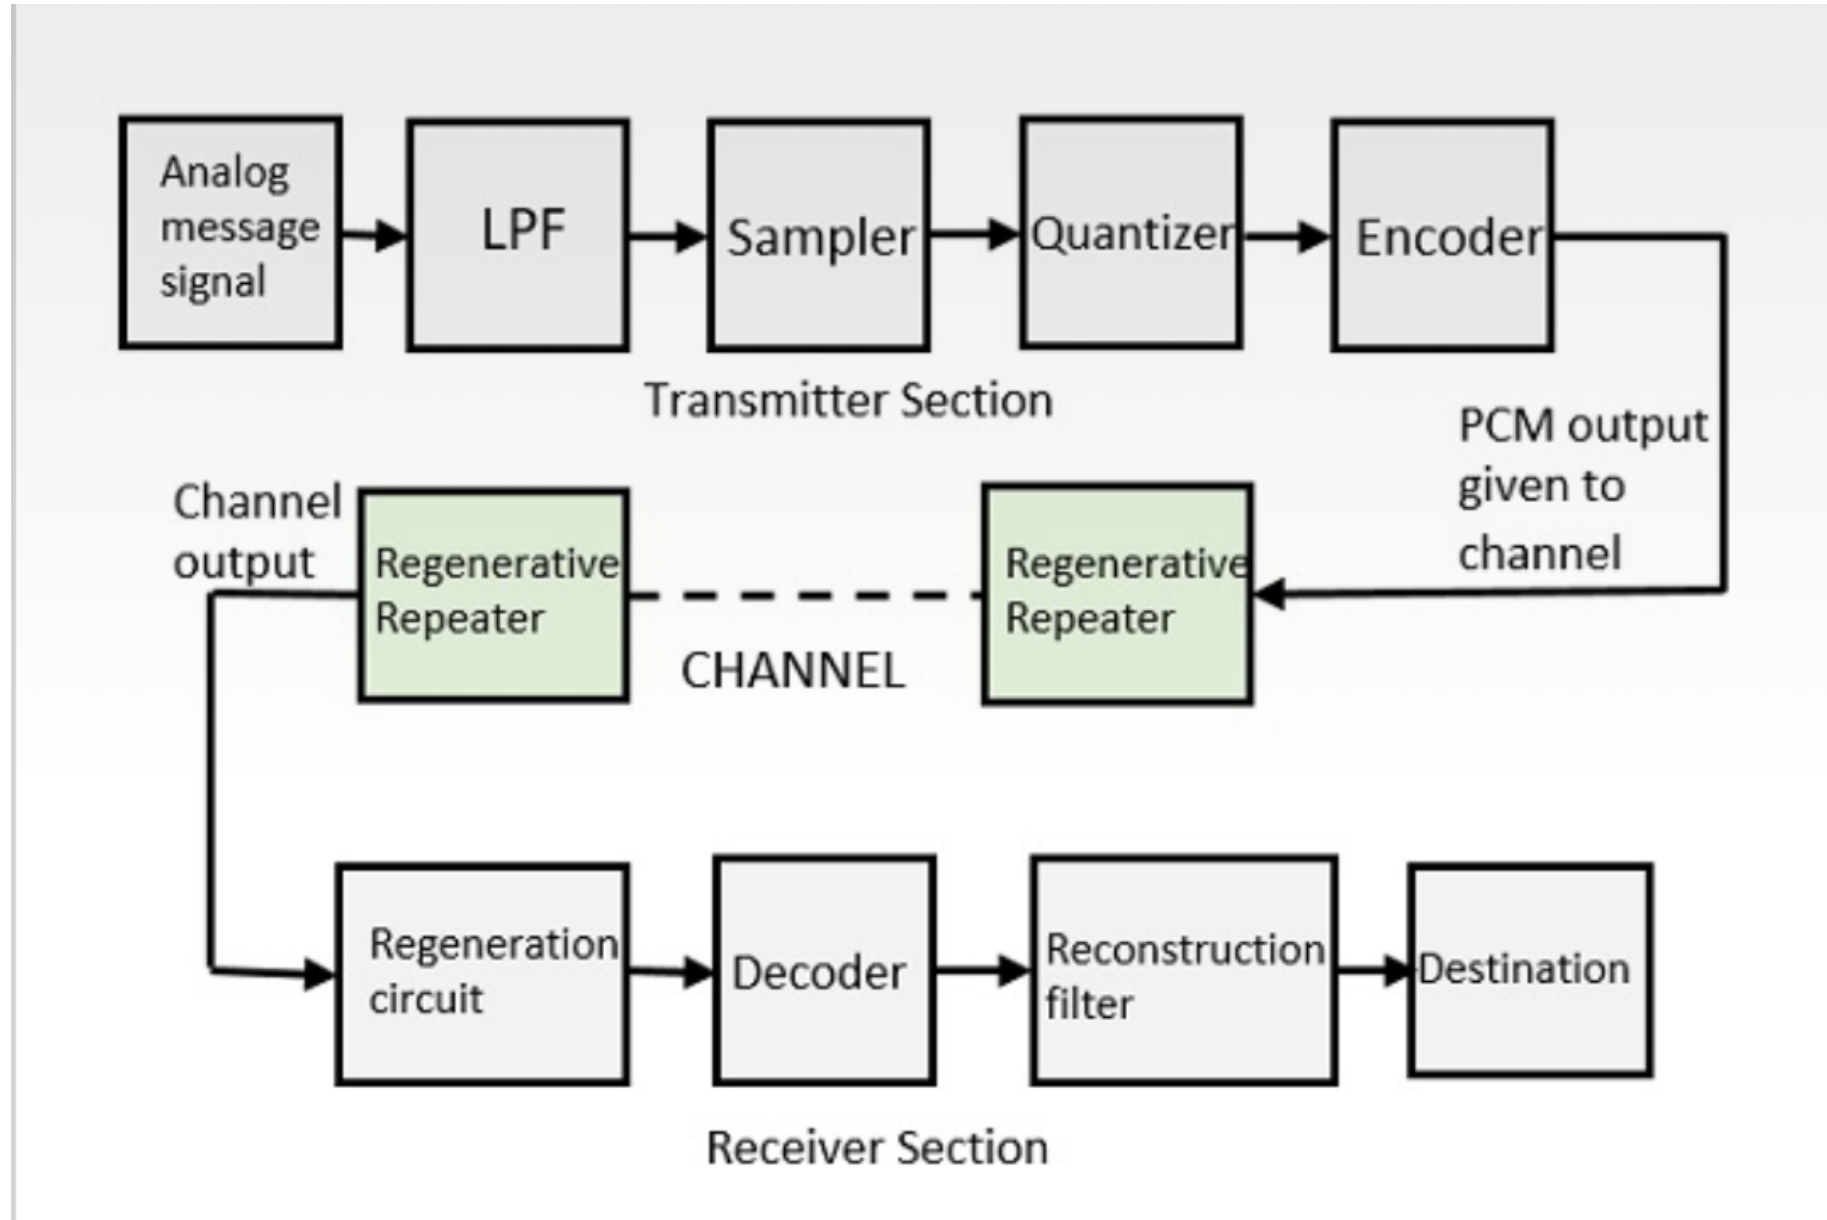 Analog
message
signal
LPF
Sampler
Quantizer
Encoder
Transmitter Section
PCM output
given to
channel
Regenerative
Repeater
CHANNEL
Regenerative
Repeater
Channel
output
Regeneration
circuit
Decoder
Reconstruction
filter
Destination
Receiver Section